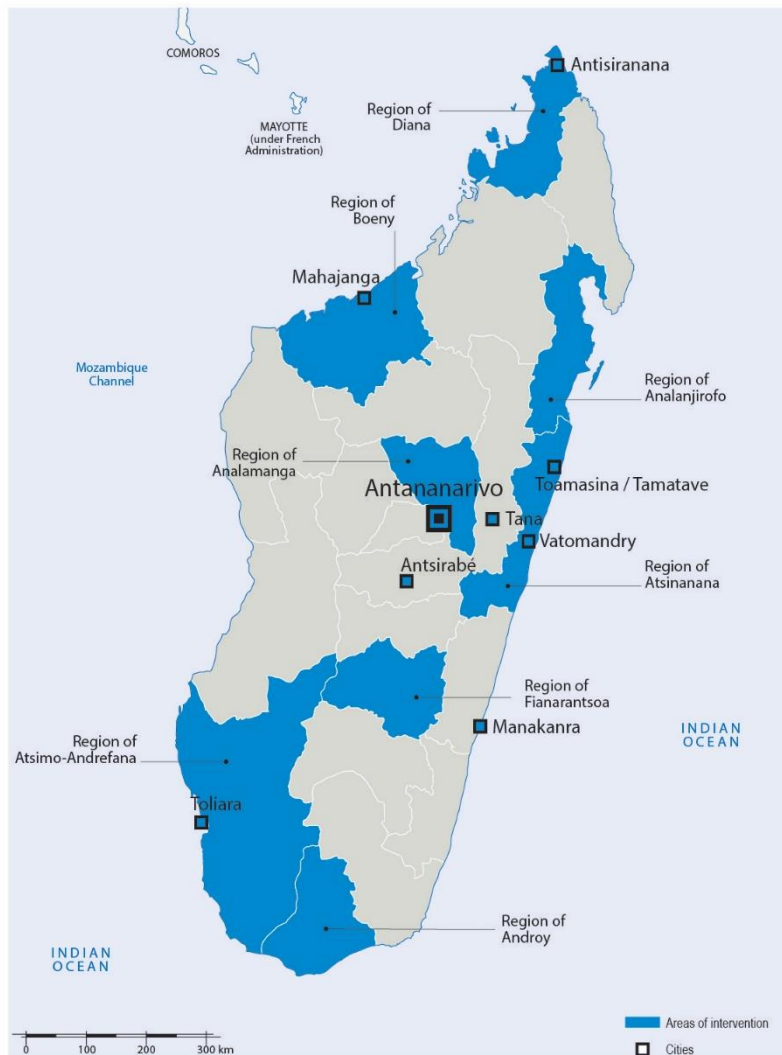 COMOROS
MAYOTTE
(under French
Administration)
Antisiranana
Region of
Diana
Region of
Boeny
Mahajanga
Mozambique
Channel
Region of
Analanjirofo
Region of
Analamanga
Toamasina / Tamatave
Antananarivo
Tana
Vatomandry
Antsirabé
Region of
Atsinanana
Region of
Fianarantsoa
Manakanra
INDIAN
OCEAN
Region of
Atsimo-Andrefana
Toliara
Region of
Androy
INDIAN
OCEAN
0 100 200 300 km
Areas of intervention
Cities